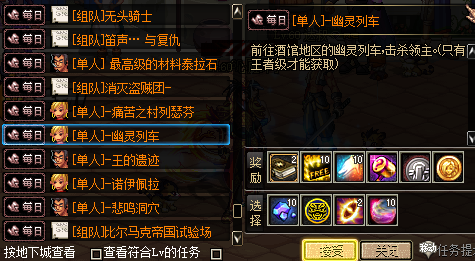 每日 [组队]无头骑士
每日 [组队]笛声… 与复仇
每日 [单人] 最高级的材料泰拉石
每日 [组队]消灭盗贼团-
每日 [单人]-痛苦之村列瑟芬
每日 [单人]-幽灵列车
每日 [单人]-王的遗迹
每日 [单人]-诺伊佩拉
每日 [单人]-悲鸣洞穴
每日 [组队]比尔马克帝国试验场
按地下城查看 查看符合Lv的任务
每日 [单人]-幽灵列车
前往酒馆地区的幽灵列车,击杀领主。(只有
王者级才能获取)
奖励 2 10 FREE 10 10
选择 10 2 10
接受 关闭 移动 任务提